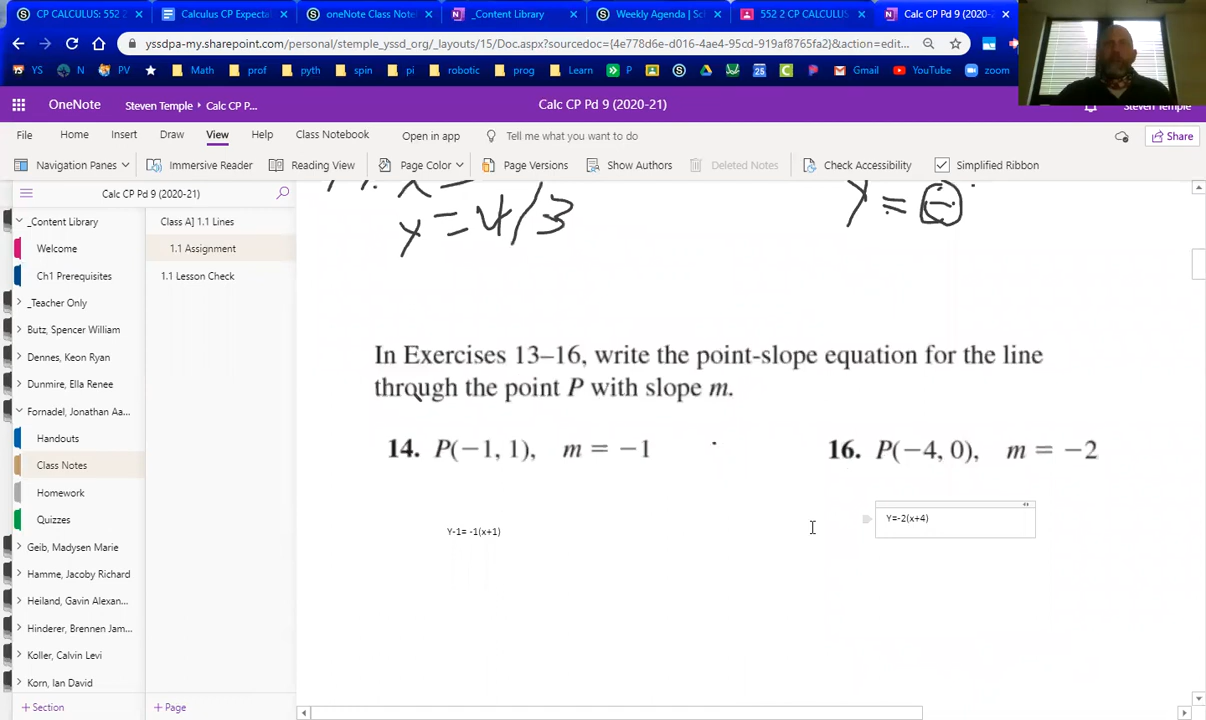 CP CALCULUS: 552 2
Calculus CP Expecta
oneNote Class Note
_Content Library
Weekly Agenda | Sc
552 2 CP CALCULUS
Calc CP Pd 9 (2020-21)
yssdpa-my.sharepoint.com/personal/stemple_yssd_org/_layouts/15/Doc.aspx?sourcedoc={4e778d6e-d016-4ae4-95cd-919af8765fa2}&action=edit...
YS
N
PV
Math
prof
pyth
spin
pi
robotic
prog
Learn
P
Gmail
YouTube
zoom
OneNote
Steven Temple › Calc CP P...
Calc CP Pd 9 (2020-21)
Steven Temple
File
Home
Insert
Draw
View
Help
Class Notebook
Open in app
Tell me what you want to do
Share
Navigation Panes
Immersive Reader
Reading View
Page Color
Page Versions
Show Authors
Deleted Notes
Check Accessibility
Simplified Ribbon
Calc CP Pd 9 (2020-21)
_Content Library
Welcome
Ch1 Prerequisites
_Teacher Only
Butz, Spencer William
Dennes, Keon Ryan
Dunmire, Ella Renee
Fornadel, Jonathan Aa...
Handouts
Class Notes
Homework
Quizzes
Geib, Madysen Marie
Hamme, Jacoby Richard
Heiland, Gavin Alexan...
Hinderer, Brennen Jam...
Koller, Calvin Levi
Korn, Ian David
+ Section
Class A] 1.1 Lines
1.1 Assignment
1.1 Lesson Check
+ Page
y = 4/3
In Exercises 13–16, write the point-slope equation for the line
through the point P with slope m.
14. P(−1, 1), m = −1
16. P(−4, 0), m = −2
Y-1= -1(x+1)
Y=-2(x+4)